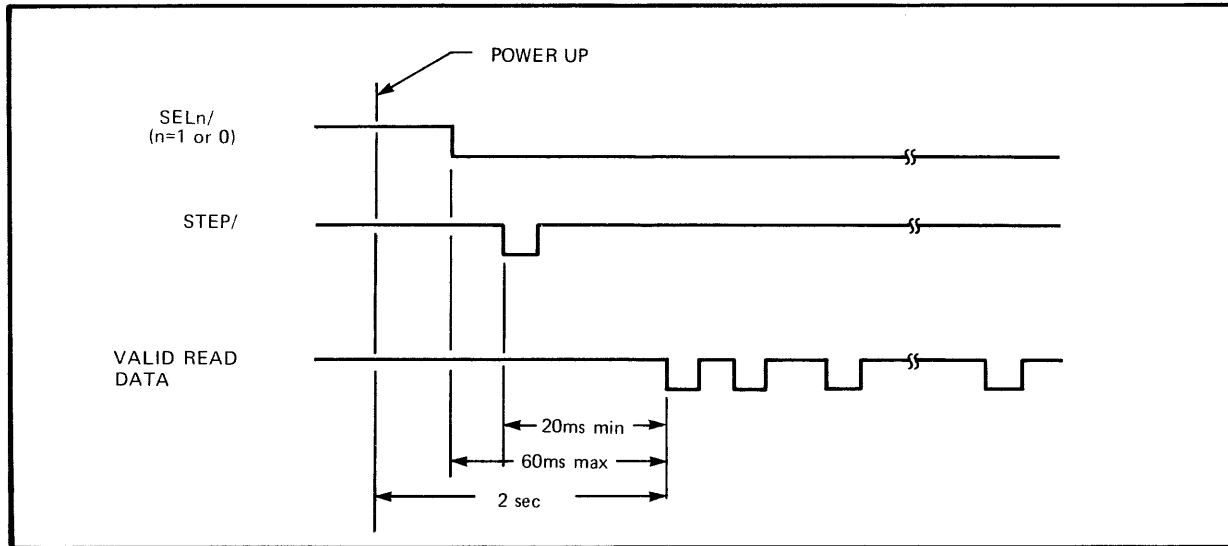 POWER UP
SELn/
(n=1 or 0)
STEP/
VALID READ
DATA
20ms min
60ms max
2 sec